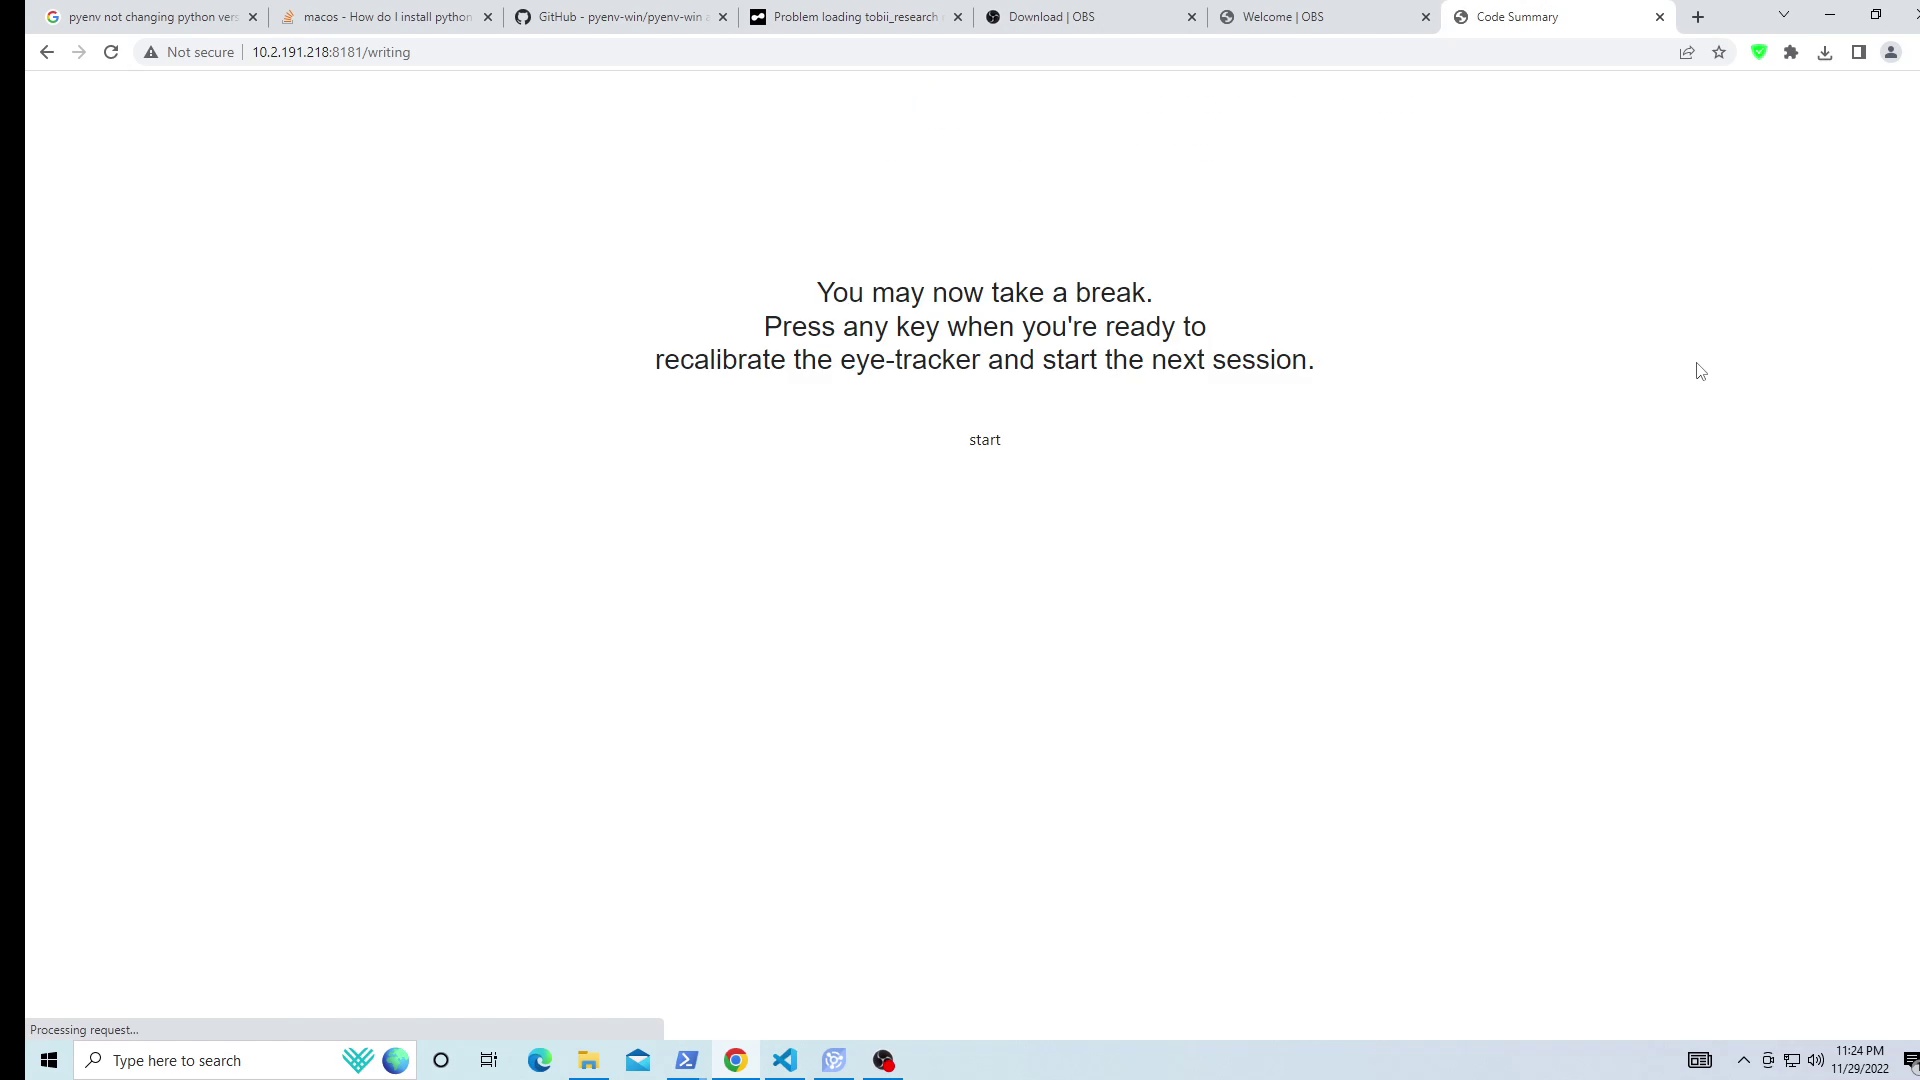 pyenv not changing python vers
macos - How do I install python
GitHub - pyenv-win/pyenv-win
Problem loading tobii_research
Download | OBS
Welcome | OBS
Code Summary
Not secure
10.2.191.218:8181/writing
You may now take a break.
Press any key when you're ready to
recalibrate the eye-tracker and start the next session.
start
Processing request...
Type here to search
11:24 PM
11/29/2022